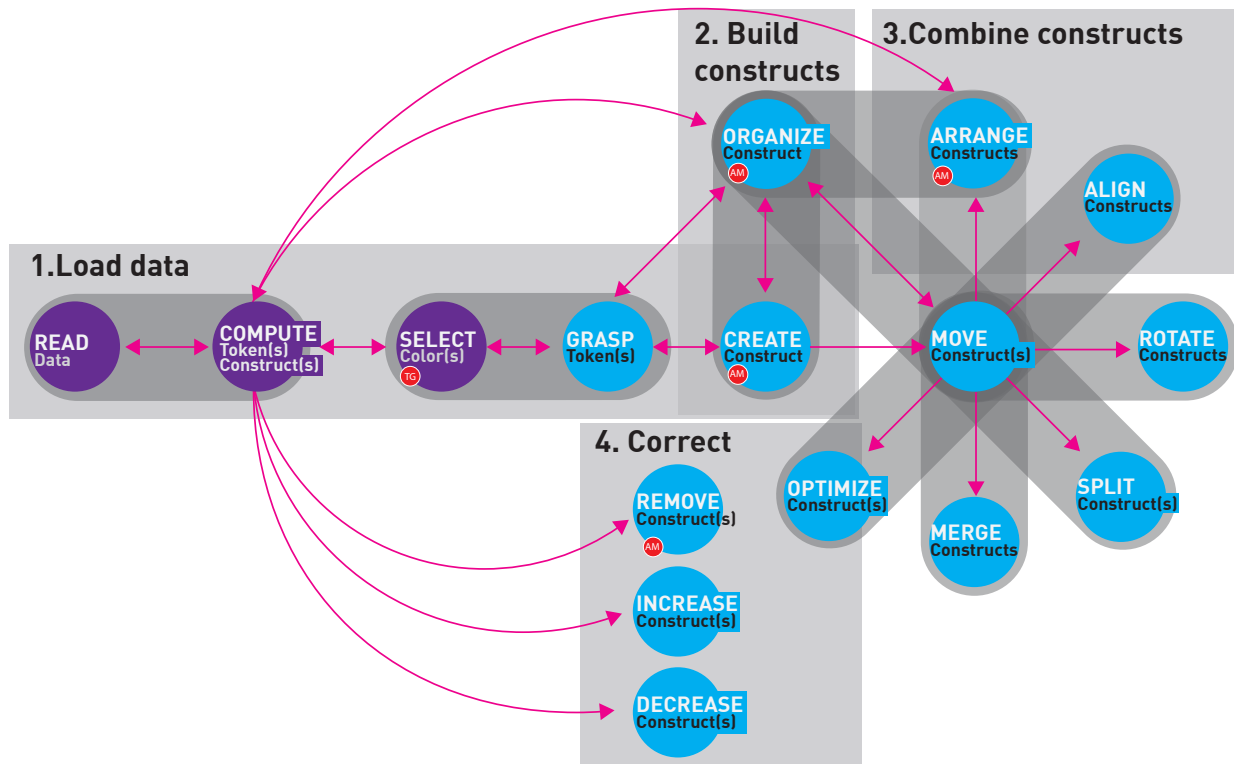 2. Build
constructs
3.Combine constructs
ORGANIZE
Construct
AM
ARRANGE
Constructs
AM
ALIGN
Constructs
1.Load data
READ
Data
COMPUTE
Token(s)
Construct(s)
SELECT
Color(s)
TG
GRASP
Token(s)
CREATE
Construct
AM
MOVE
Construct(s)
ROTATE
Constructs
4. Correct
REMOVE
Construct(s)
AM
INCREASE
Construct(s)
DECREASE
Construct(s)
OPTIMIZE
Construct(s)
MERGE
Constructs
SPLIT
Construct(s)